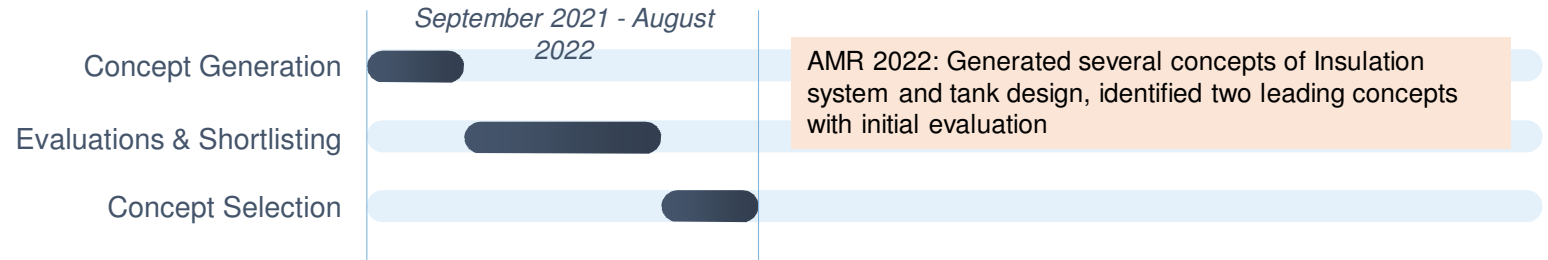 September 2021 - August
2022
Concept Generation
AMR 2022: Generated several concepts of Insulation
system and tank design, identified two leading concepts
with initial evaluation
Evaluations & Shortlisting
Concept Selection